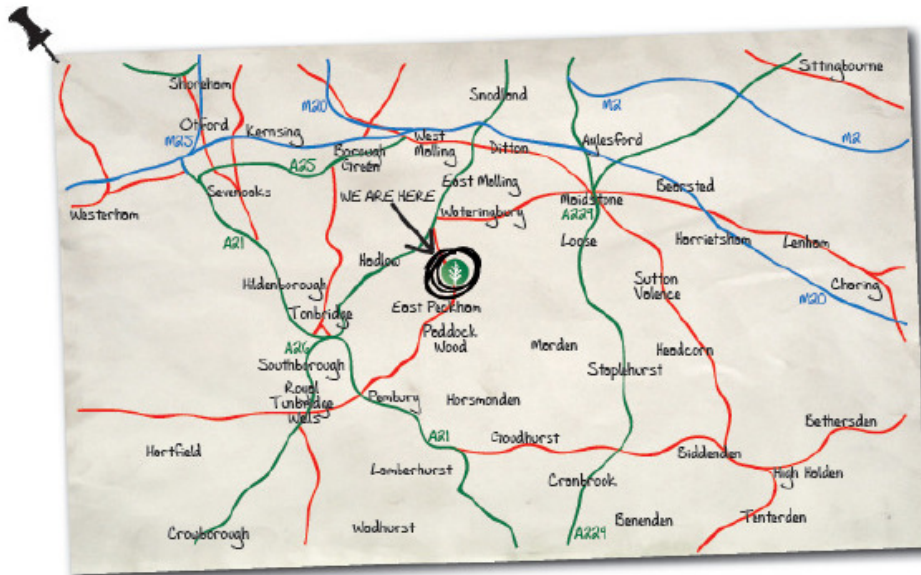 Shoreham
Sittingbourne
M20
Snodland
M2
Otford
M25
Kemsing
West
Malling
Ditton
Aylesford
M2
A25
Borough
Green
East Malling
Bearsted
Sevenoaks
WE ARE HERE
Maidstone
A229
Westerham
Wateringbury
A21
Loose
Harrietsham
Lenham
Hadlow
Hildenborough
Sutton
Valence
Charing
M20
Tonbridge
East Peckham
A26
Paddock
Wood
Marden
Headcorn
Southborough
Staplehurst
Royal
Tunbridge
Wells
Pembury
Horsmonden
Bethersden
A21
Goudhurst
Hartfield
Biddenden
Lamberhurst
Cranbrook
High Halden
Crowborough
Wadhurst
Benenden
Tenterden
A229